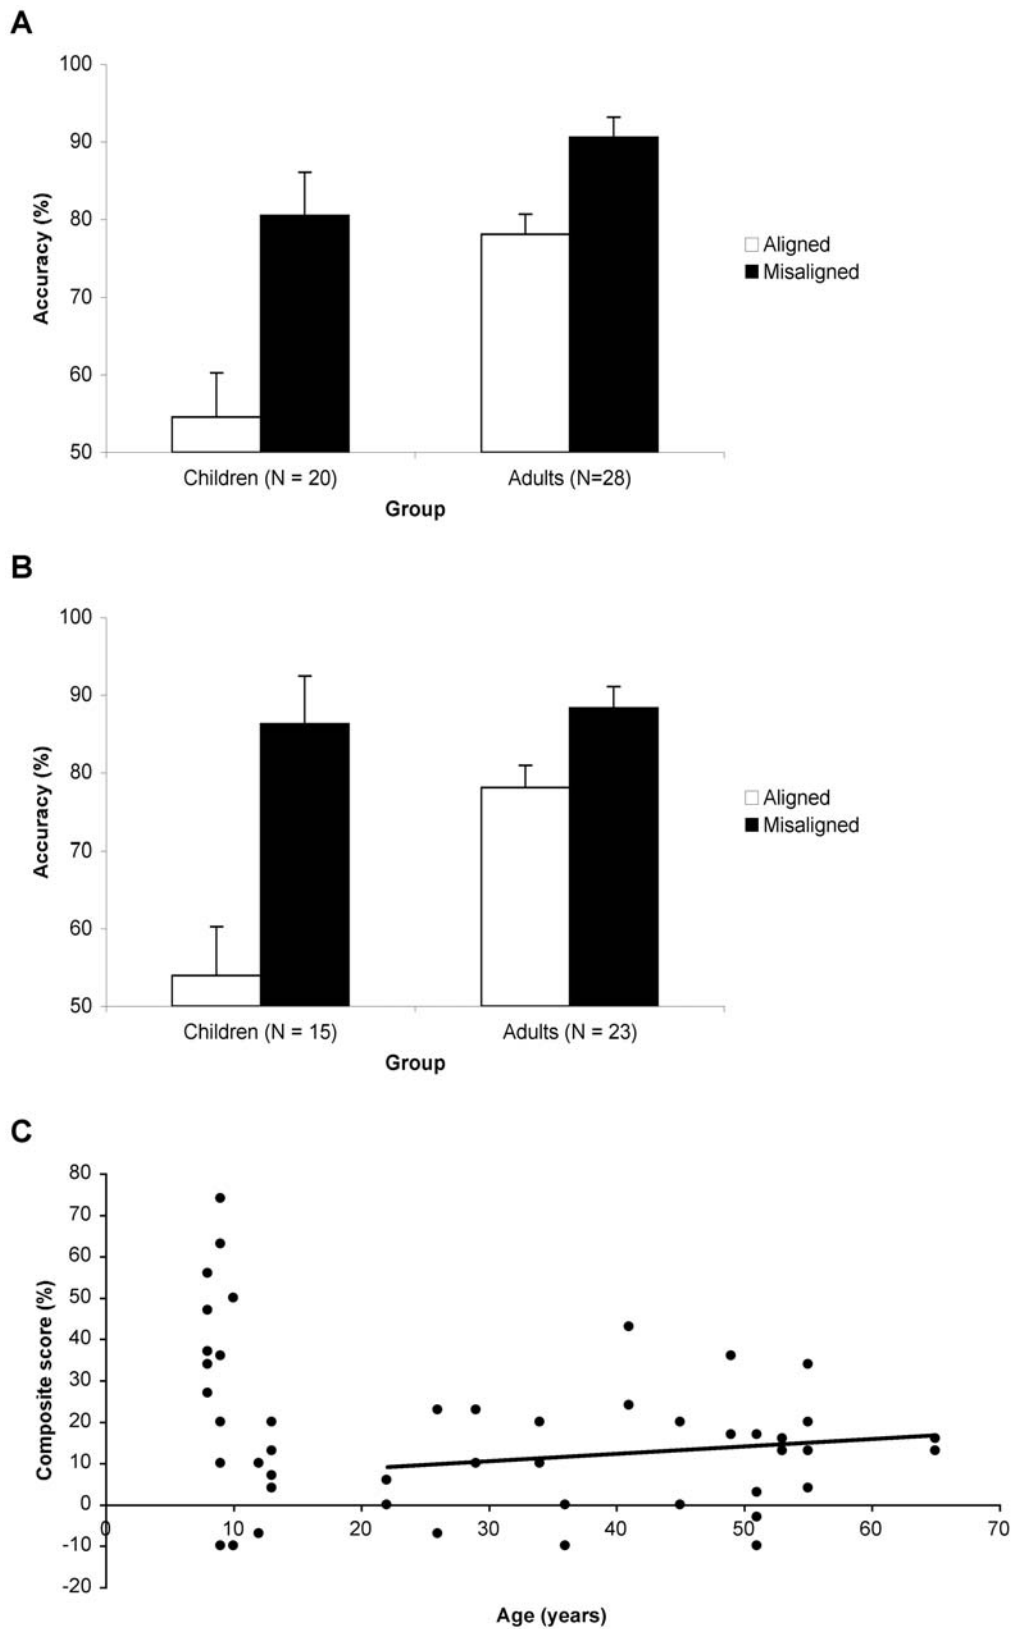 A
100
90
80
70
60
50
Accuracy (%)
Children (N = 20)
Adults (N=28)
Group
Aligned
Misaligned
B
100
90
80
70
60
50
Accuracy (%)
Children (N = 15)
Adults (N = 23)
Group
Aligned
Misaligned
C
80
70
60
50
40
30
20
10
0
-10
-20
Composite score (%)
0 10 20 30 40 50 60 70
Age (years)